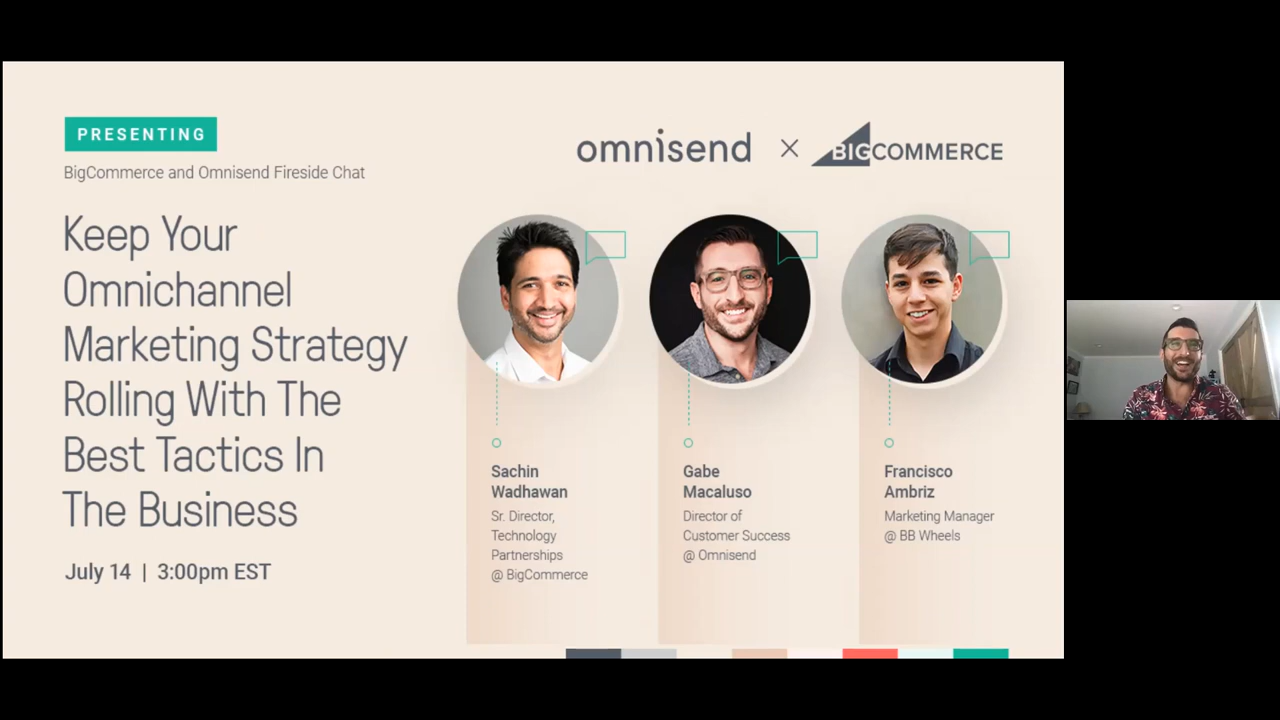 PRESENTING
BigCommerce and Omnisend Fireside Chat
Keep Your
Omnichannel
Marketing Strategy
Rolling With The
Best Tactics In
The Business
July 14 | 3:00pm EST
omnisend × BIGCOMMERCE
Sachin
Wadhawan
Sr. Director,
Technology
Partnerships
@ BigCommerce
Gabe
Macaluso
Director of
Customer Success
@ Omnisend
Francisco
Ambriz
Marketing Manager
@ BB Wheels